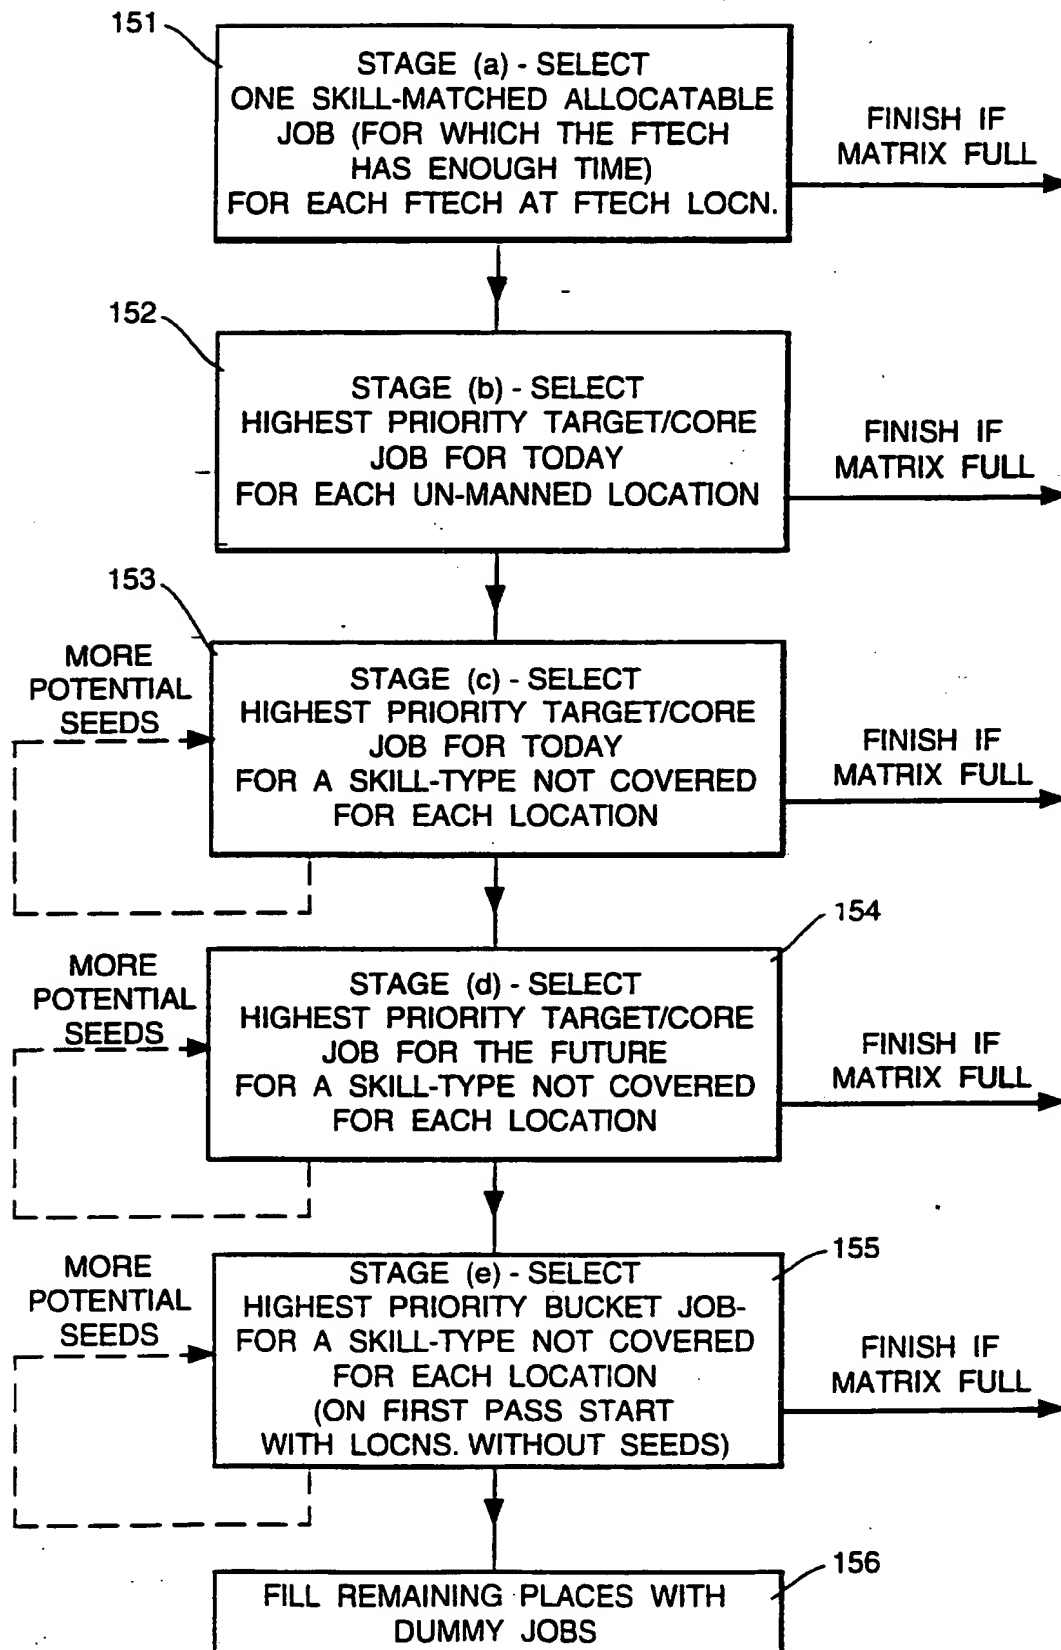 151
STAGE (a) - SELECT
ONE SKILL-MATCHED ALLOCATABLE
JOB (FOR WHICH THE FTECH
HAS ENOUGH TIME)
FOR EACH FTECH AT FTECH LOCN.
FINISH IF
MATRIX FULL
152
STAGE (b) - SELECT
HIGHEST PRIORITY TARGET/CORE
JOB FOR TODAY
FOR EACH UN-MANNED LOCATION
FINISH IF
MATRIX FULL
153
MORE
POTENTIAL
SEEDS
STAGE (c) - SELECT
HIGHEST PRIORITY TARGET/CORE
JOB FOR TODAY
FOR A SKILL-TYPE NOT COVERED
FOR EACH LOCATION
FINISH IF
MATRIX FULL
154
MORE
POTENTIAL
SEEDS
STAGE (d) - SELECT
HIGHEST PRIORITY TARGET/CORE
JOB FOR THE FUTURE
FOR A SKILL-TYPE NOT COVERED
FOR EACH LOCATION
FINISH IF
MATRIX FULL
155
MORE
POTENTIAL
SEEDS
STAGE (e) - SELECT
HIGHEST PRIORITY BUCKET JOB-
FOR A SKILL-TYPE NOT COVERED
FOR EACH LOCATION
(ON FIRST PASS START
WITH LOCNS. WITHOUT SEEDS)
FINISH IF
MATRIX FULL
156
FILL REMAINING PLACES WITH
DUMMY JOBS